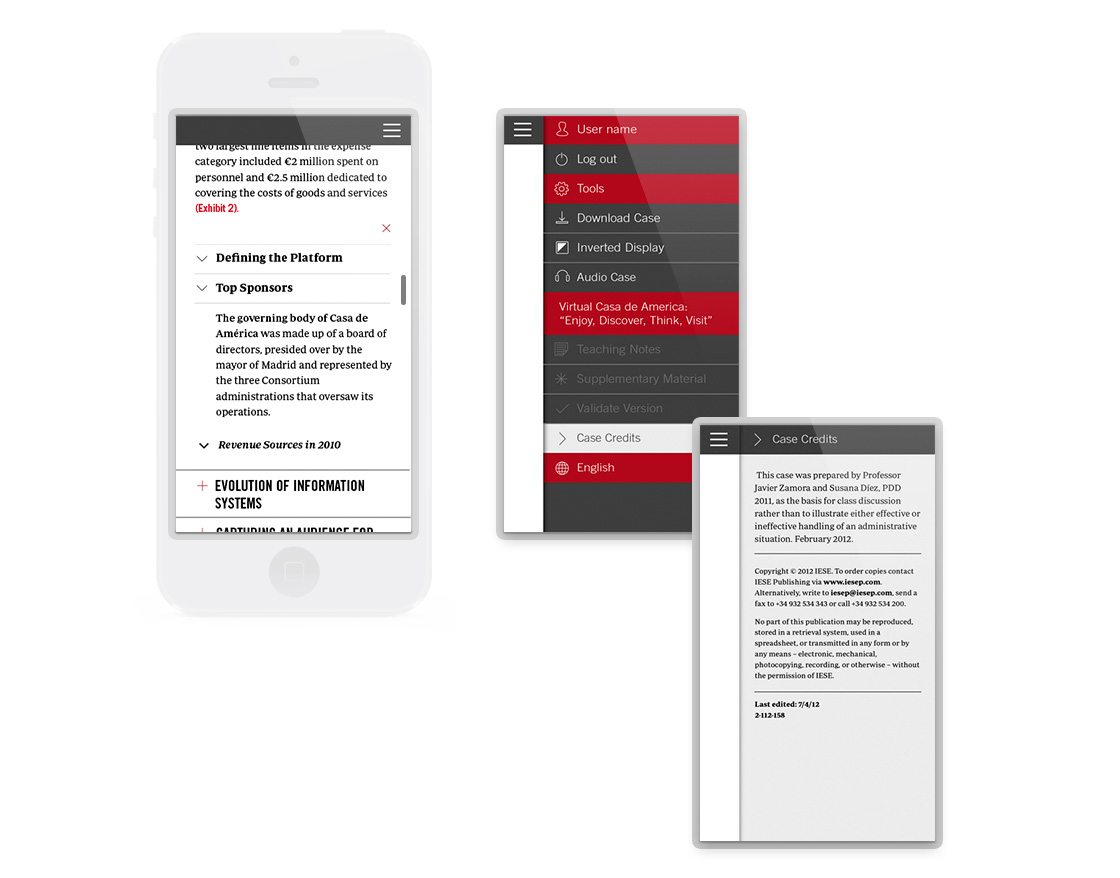 two largest line items in the expense
category included €2 million spent on
personnel and €2.5 million dedicated to
covering the costs of goods and services
(Exhibit 2).
Defining the Platform
Top Sponsors
The governing body of Casa de
América was made up of a board of
directors, presided over by the
mayor of Madrid and represented by
the three Consortium
administrations that oversaw its
operations.
Revenue Sources in 2010
EVOLUTION OF INFORMATION
SYSTEMS
CAPTURING AN AUDIENCE FOR
User name
Log out
Tools
Download Case
Inverted Display
Audio Case
Virtual Casa de America:
“Enjoy, Discover, Think, Visit”
Teaching Notes
Supplementary Material
Validate Version
Case Credits
English
Case Credits
This case was prepared by Professor
Javier Zamora and Susana Díez, PDD
2011, as the basis for class discussion
rather than to illustrate either effective or
ineffective handling of an administrative
situation. February 2012.
Copyright © 2012 IESE. To order copies contact
IESE Publishing via www.iesep.com.
Alternatively, write to iesep@iesep.com, send a
fax to +34 932 534 343 or call +34 932 534 200.
No part of this publication may be reproduced,
stored in a retrieval system, used in a
spreadsheet, or transmitted in any form or by
any means – electronic, mechanical,
photocopying, recording, or otherwise – without
the permission of IESE.
Last edited: 7/4/12
2-112-158